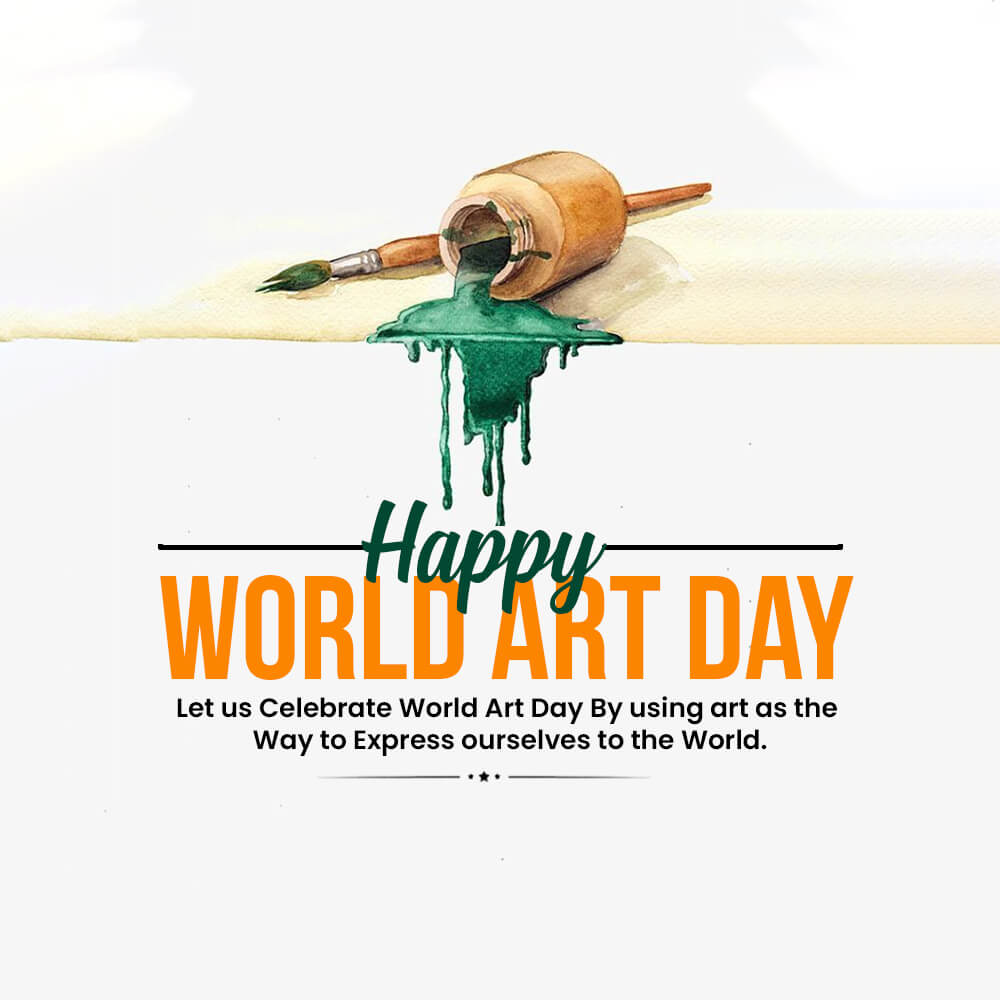 Happy
WORLD ART DAY
Let us Celebrate World Art Day By using art as the
Way to Express ourselves to the World.